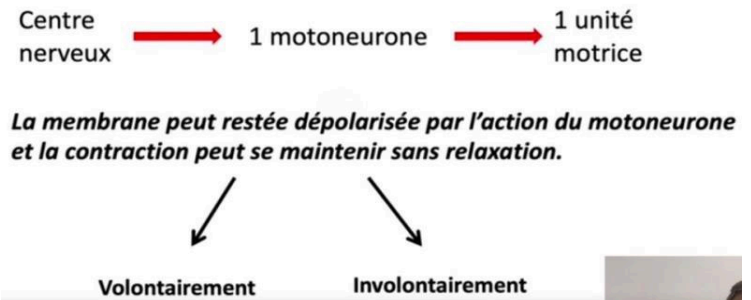 Centre
nerveux
1 motoneurone
1 unité
motrice
La membrane peut restée dépolarisée par l’action du motoneurone
et la contraction peut se maintenir sans relaxation.
Volontairement
Involontairement